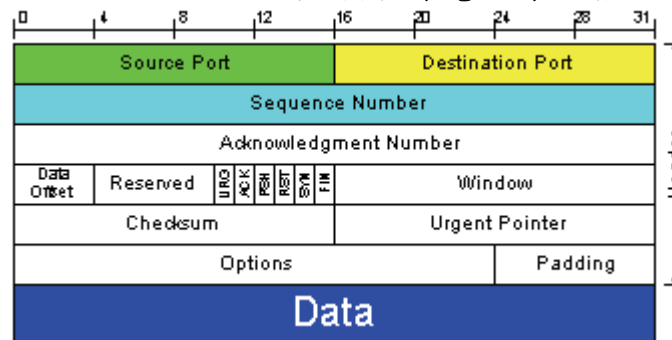 0 4 8 12 16 20 24 28 31
Source Port Destination Port
Sequence Number
Acknowledgment Number
Data Offset Reserved URG ACK PSH RST SYN FIN Window
Checksum Urgent Pointer
Options Padding
Data